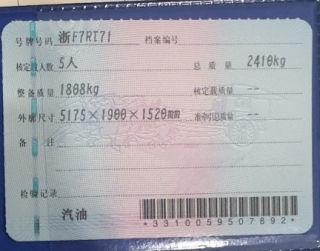 号牌号码 浙F7RT71 档案编号
核定载人数 5人 总质量 2410kg
整备质量 1808kg 核定载质量 --
外廓尺寸 5175×1900×1520mm 准牵引总质量 --
备注
检验记录
汽油
*3310059507892*